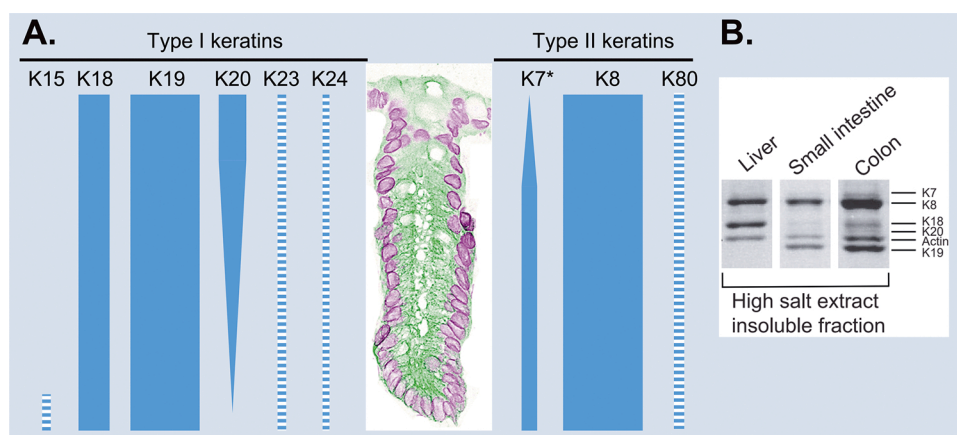 A.
Type I keratins
K15 K18 K19 K20 K23 K24
Type II keratins
K7* K8 K80
B.
Liver
Small intestine
Colon
K7
K8
K18
K20
Actin
K19
High salt extract
insoluble fraction